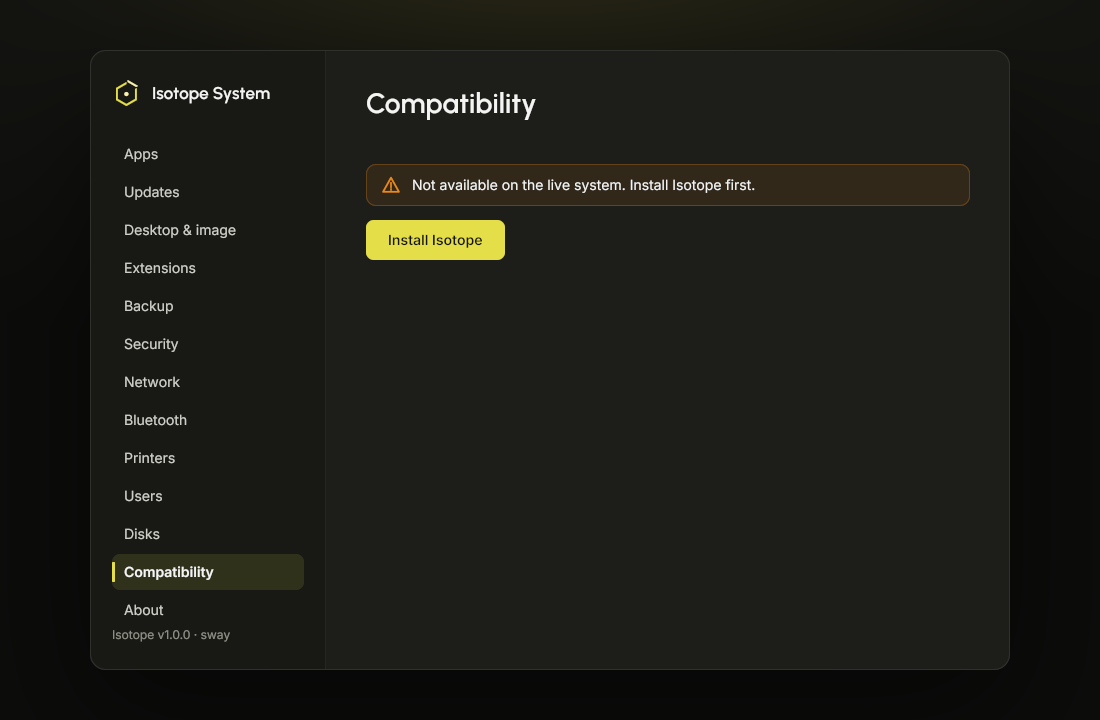 Isotope System
Apps
Updates
Desktop & image
Extensions
Backup
Security
Network
Bluetooth
Printers
Users
Disks
Compatibility
About
Isotope v1.0.0 · sway
Compatibility
Not available on the live system. Install Isotope first.
Install Isotope